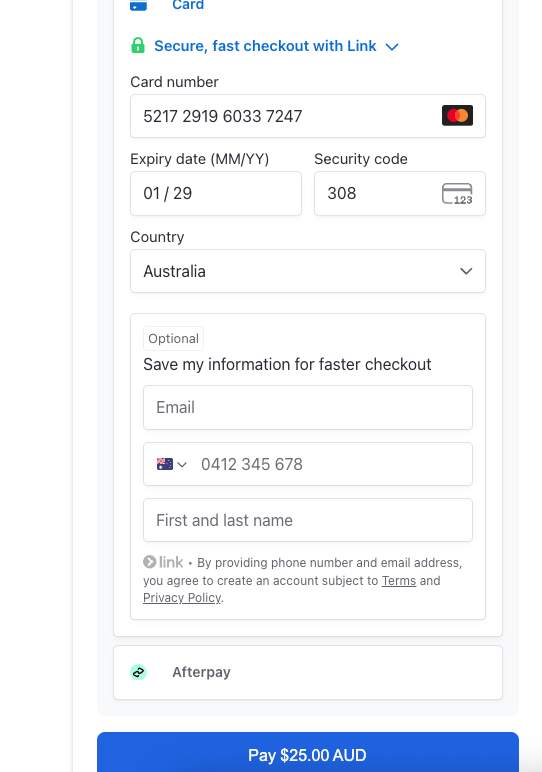 Card
Secure, fast checkout with Link
Card number
5217 2919 6033 7247
Expiry date (MM/YY)
Security code
01 / 29
308
123
Country
Australia
Optional
Save my information for faster checkout
Email
0412 345 678
First and last name
link • By providing phone number and email address,
you agree to create an account subject to Terms and
Privacy Policy.
Afterpay
Pay $25.00 AUD